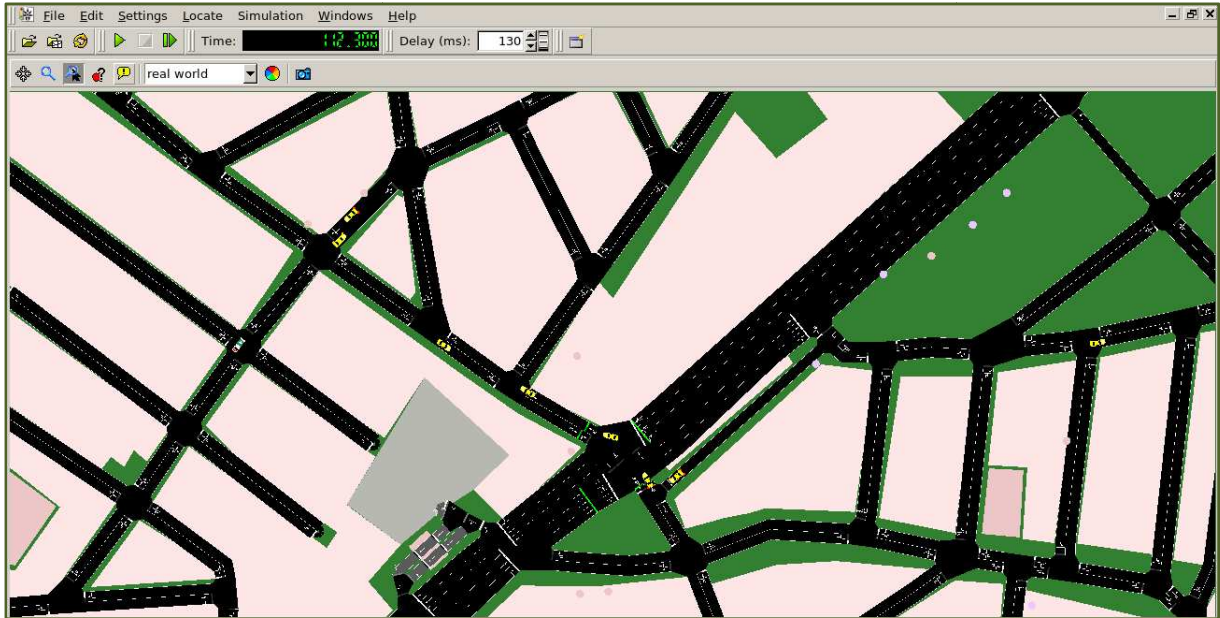 File Edit Settings Locate Simulation Windows Help
Time: 112.300 Delay (ms): 130
real world